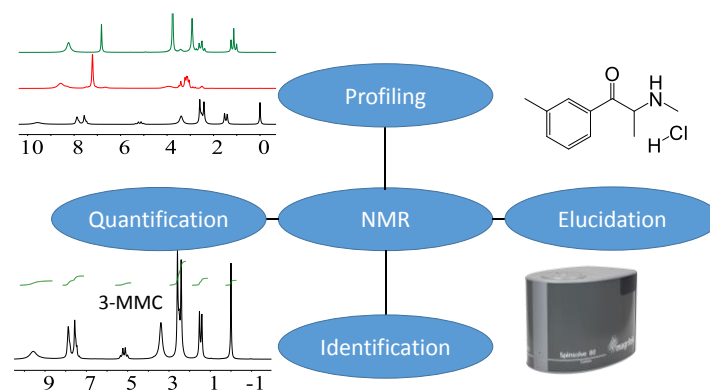 10 8 6 4 2 0
Profiling
O
H
N
H
Cl
Quantification
NMR
Elucidation
3-MMC
9 7 5 3 1 -1
Identification
Spinsolve 80
magritek